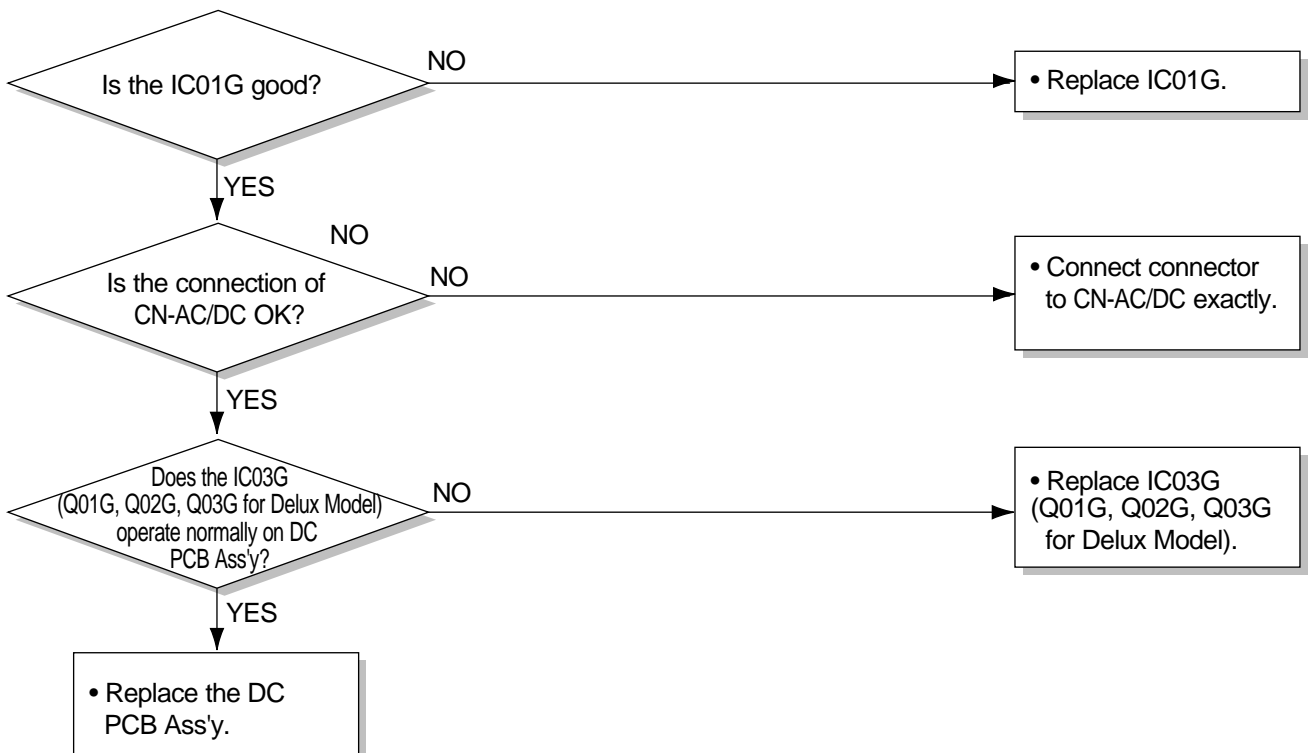 Is the IC01G good?
NO
• Replace IC01G.
YES
NO
Is the connection of
CN-AC/DC OK?
NO
• Connect connector
to CN-AC/DC exactly.
YES
Does the IC03G
(Q01G, Q02G, Q03G for Delux Model)
operate normally on DC
PCB Ass'y?
NO
• Replace IC03G
(Q01G, Q02G, Q03G
for Delux Model).
YES
• Replace the DC
PCB Ass'y.